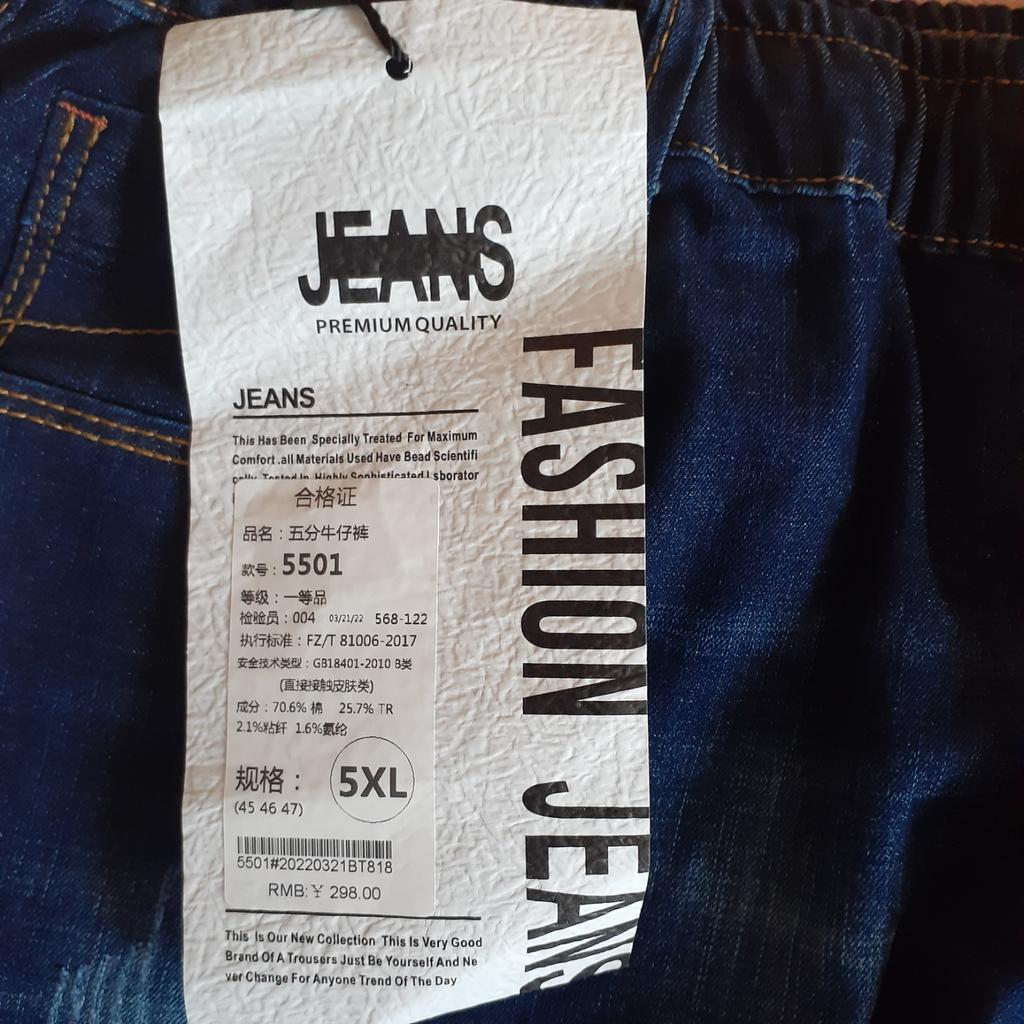 JEANS
PREMIUM QUALITY
JEANS
This Has Been Specially Treated For Maximum
Comfort .all Materials Used Have Bead Scientifi
cally Tested In Highly Sophisticated Lsborator
合格证
品名：五分牛仔裤
款号：5501
等级：一等品
检验员：004 03/21/22 568-122
执行标准：FZ/T 81006-2017
安全技术类型：GB18401-2010 B类
(直接接触皮肤类)
成分：70.6% 棉 25.7% TR
2.1%粘纤 1.6%氨纶
规格：5XL
(45 46 47)
5501#20220321BT818
RMB:￥ 298.00
This Is Our New Collection This Is Very Good
Brand Of A Trousers Just Be Yourself And Ne
ver Change For Anyone Trend Of The Day
FASHION JEANS